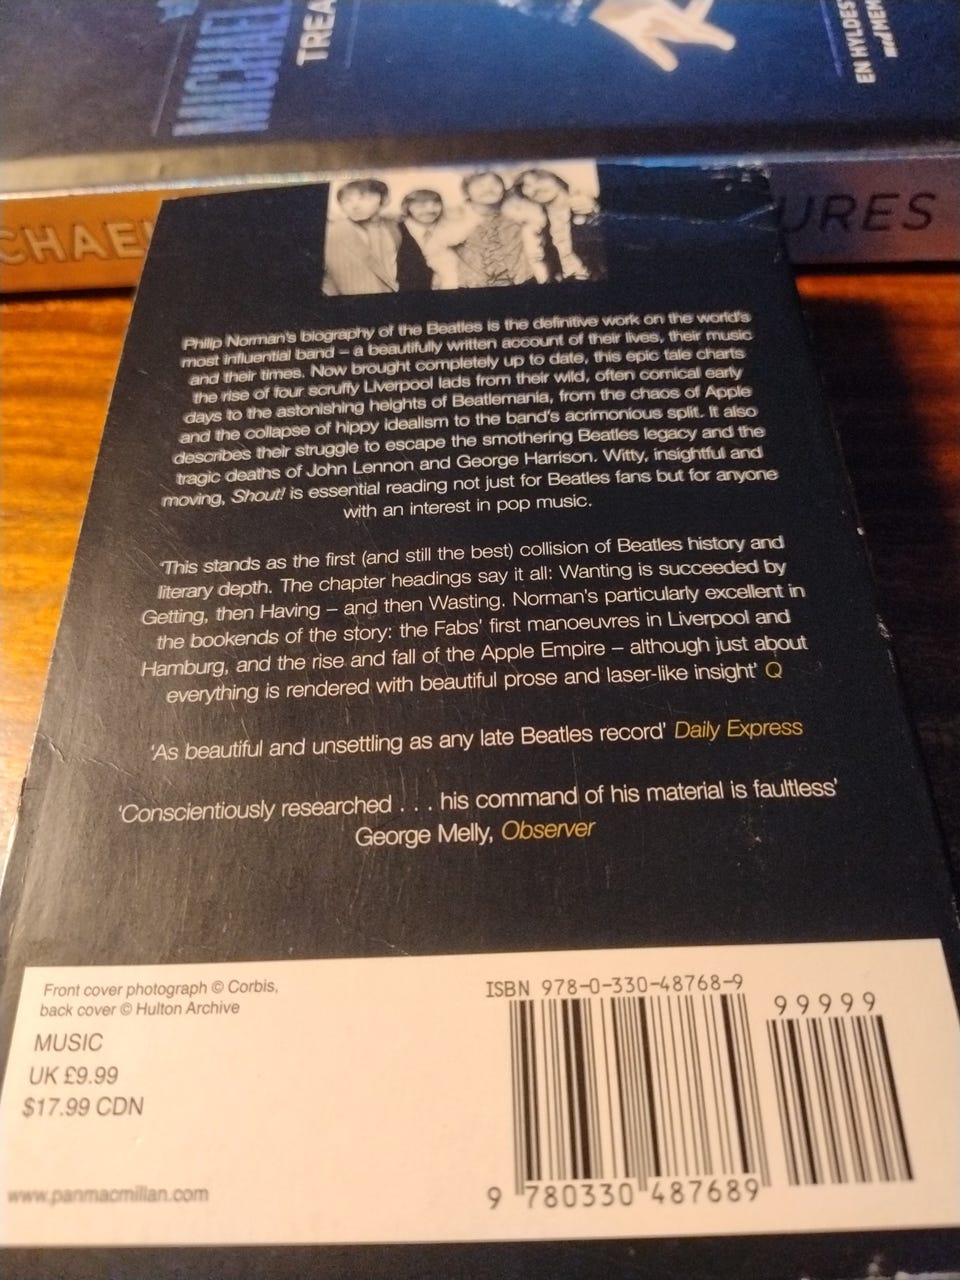 MICHAEL
TREA
EN HYLDES
med MEM
CHAEL
URES
Philip Norman's biography of the Beatles is the definitive work on the world's
most influential band – a beautifully written account of their lives, their music
and their times. Now brought completely up to date, this epic tale charts
the rise of four scruffy Liverpool lads from their wild, often comical early
days to the astonishing heights of Beatlemania, from the chaos of Apple
and the collapse of hippy idealism to the band's acrimonious split. It also
describes their struggle to escape the smothering Beatles legacy and the
tragic deaths of John Lennon and George Harrison. Witty, insightful and
moving, Shout! is essential reading not just for Beatles fans but for anyone
with an interest in pop music.
'This stands as the first (and still the best) collision of Beatles history and
literary depth. The chapter headings say it all: Wanting is succeeded by
Getting, then Having – and then Wasting. Norman's particularly excellent in
the bookends of the story: the Fabs' first manoeuvres in Liverpool and
Hamburg, and the rise and fall of the Apple Empire – although just about
everything is rendered with beautiful prose and laser-like insight' Q
'As beautiful and unsettling as any late Beatles record' Daily Express
'Conscientiously researched . . . his command of his material is faultless'
George Melly, Observer
Front cover photograph © Corbis,
back cover © Hulton Archive
MUSIC
UK £9.99
$17.99 CDN
www.panmacmillan.com
ISBN 978-0-330-48768-9
99999
9 780330 487689